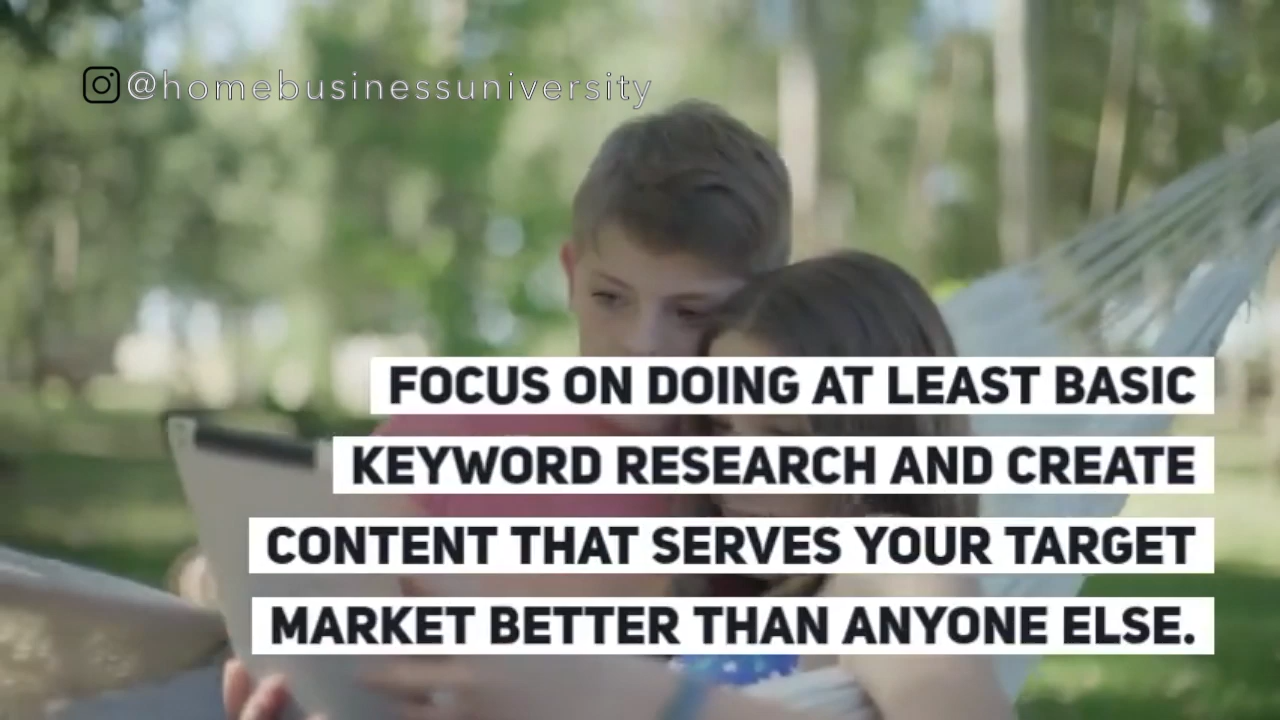 @homebusinessuniversity
FOCUS ON DOING AT LEAST BASIC
KEYWORD RESEARCH AND CREATE
CONTENT THAT SERVES YOUR TARGET
MARKET BETTER THAN ANYONE ELSE.